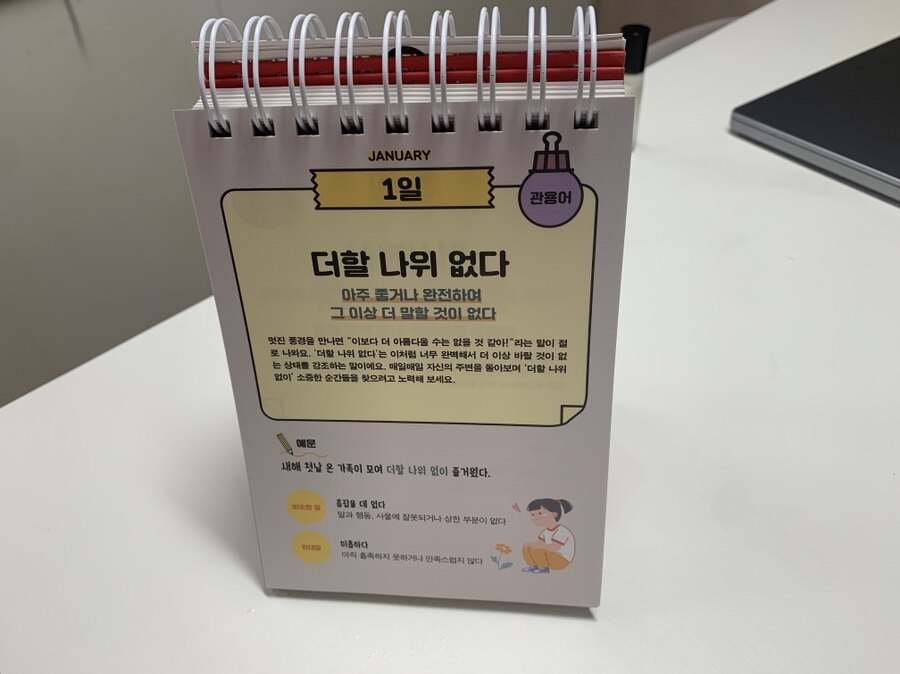 JANUARY
1일
관용어
더할 나위 없다
아주 좋거나 완전하여
그 이상 더 말할 것이 없다
멋진 풍경을 만나면 "이보다 더 아름다울 수는 없을 것 같아!"라는 말이 절
로 나와요. '더할 나위 없다'는 이처럼 너무 완벽해서 더 이상 바랄 것이 없
는 상태를 강조하는 말이에요. 매일매일 자신의 주변을 돌아보며 '더할 나위
없이' 소중한 순간들을 찾으려고 노력해 보세요.
예문
새해 첫날 온 가족이 모여 더할 나위 없이 즐거웠다.
비슷한 말
흠잡을 데 없다
말과 행동, 사물에 잘못되거나 상한 부분이 없다
반대말
미흡하다
아직 흡족하지 못하거나 만족스럽지 않다